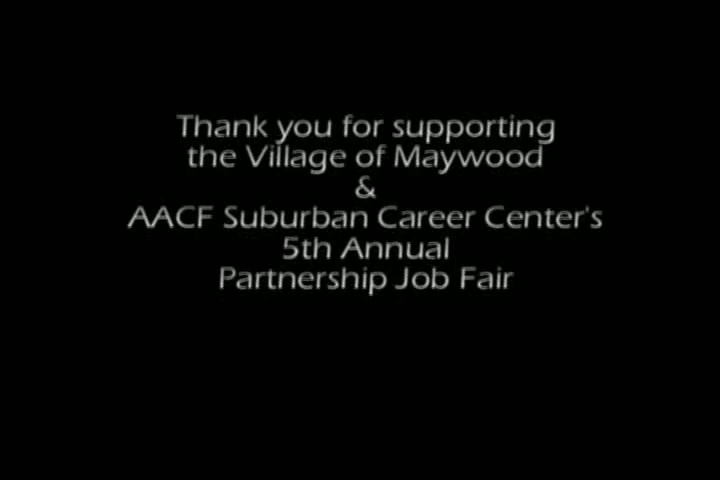 Thank you for supporting
the Village of Maywood
&
AACF Suburban Career Center's
5th Annual
Partnership Job Fair